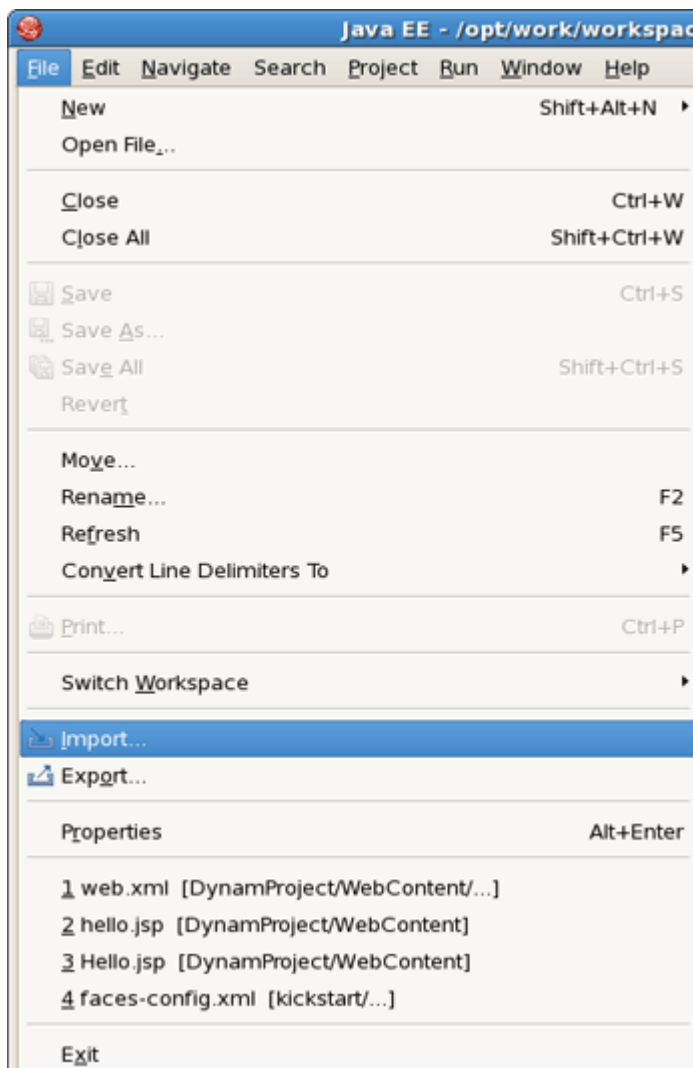 Java EE - /opt/work/workspac
File Edit Navigate Search Project Run Window Help
New Shift+Alt+N
Open File...
Close Ctrl+W
Close All Shift+Ctrl+W
Save Ctrl+S
Save As...
Save All Shift+Ctrl+S
Revert
Move...
Rename... F2
Refresh F5
Convert Line Delimiters To
Print... Ctrl+P
Switch Workspace
Import...
Export...
Properties Alt+Enter
1 web.xml [DynamProject/WebContent/...]
2 hello.jsp [DynamProject/WebContent]
3 Hello.jsp [DynamProject/WebContent]
4 faces-config.xml [kickstart/...]
Exit